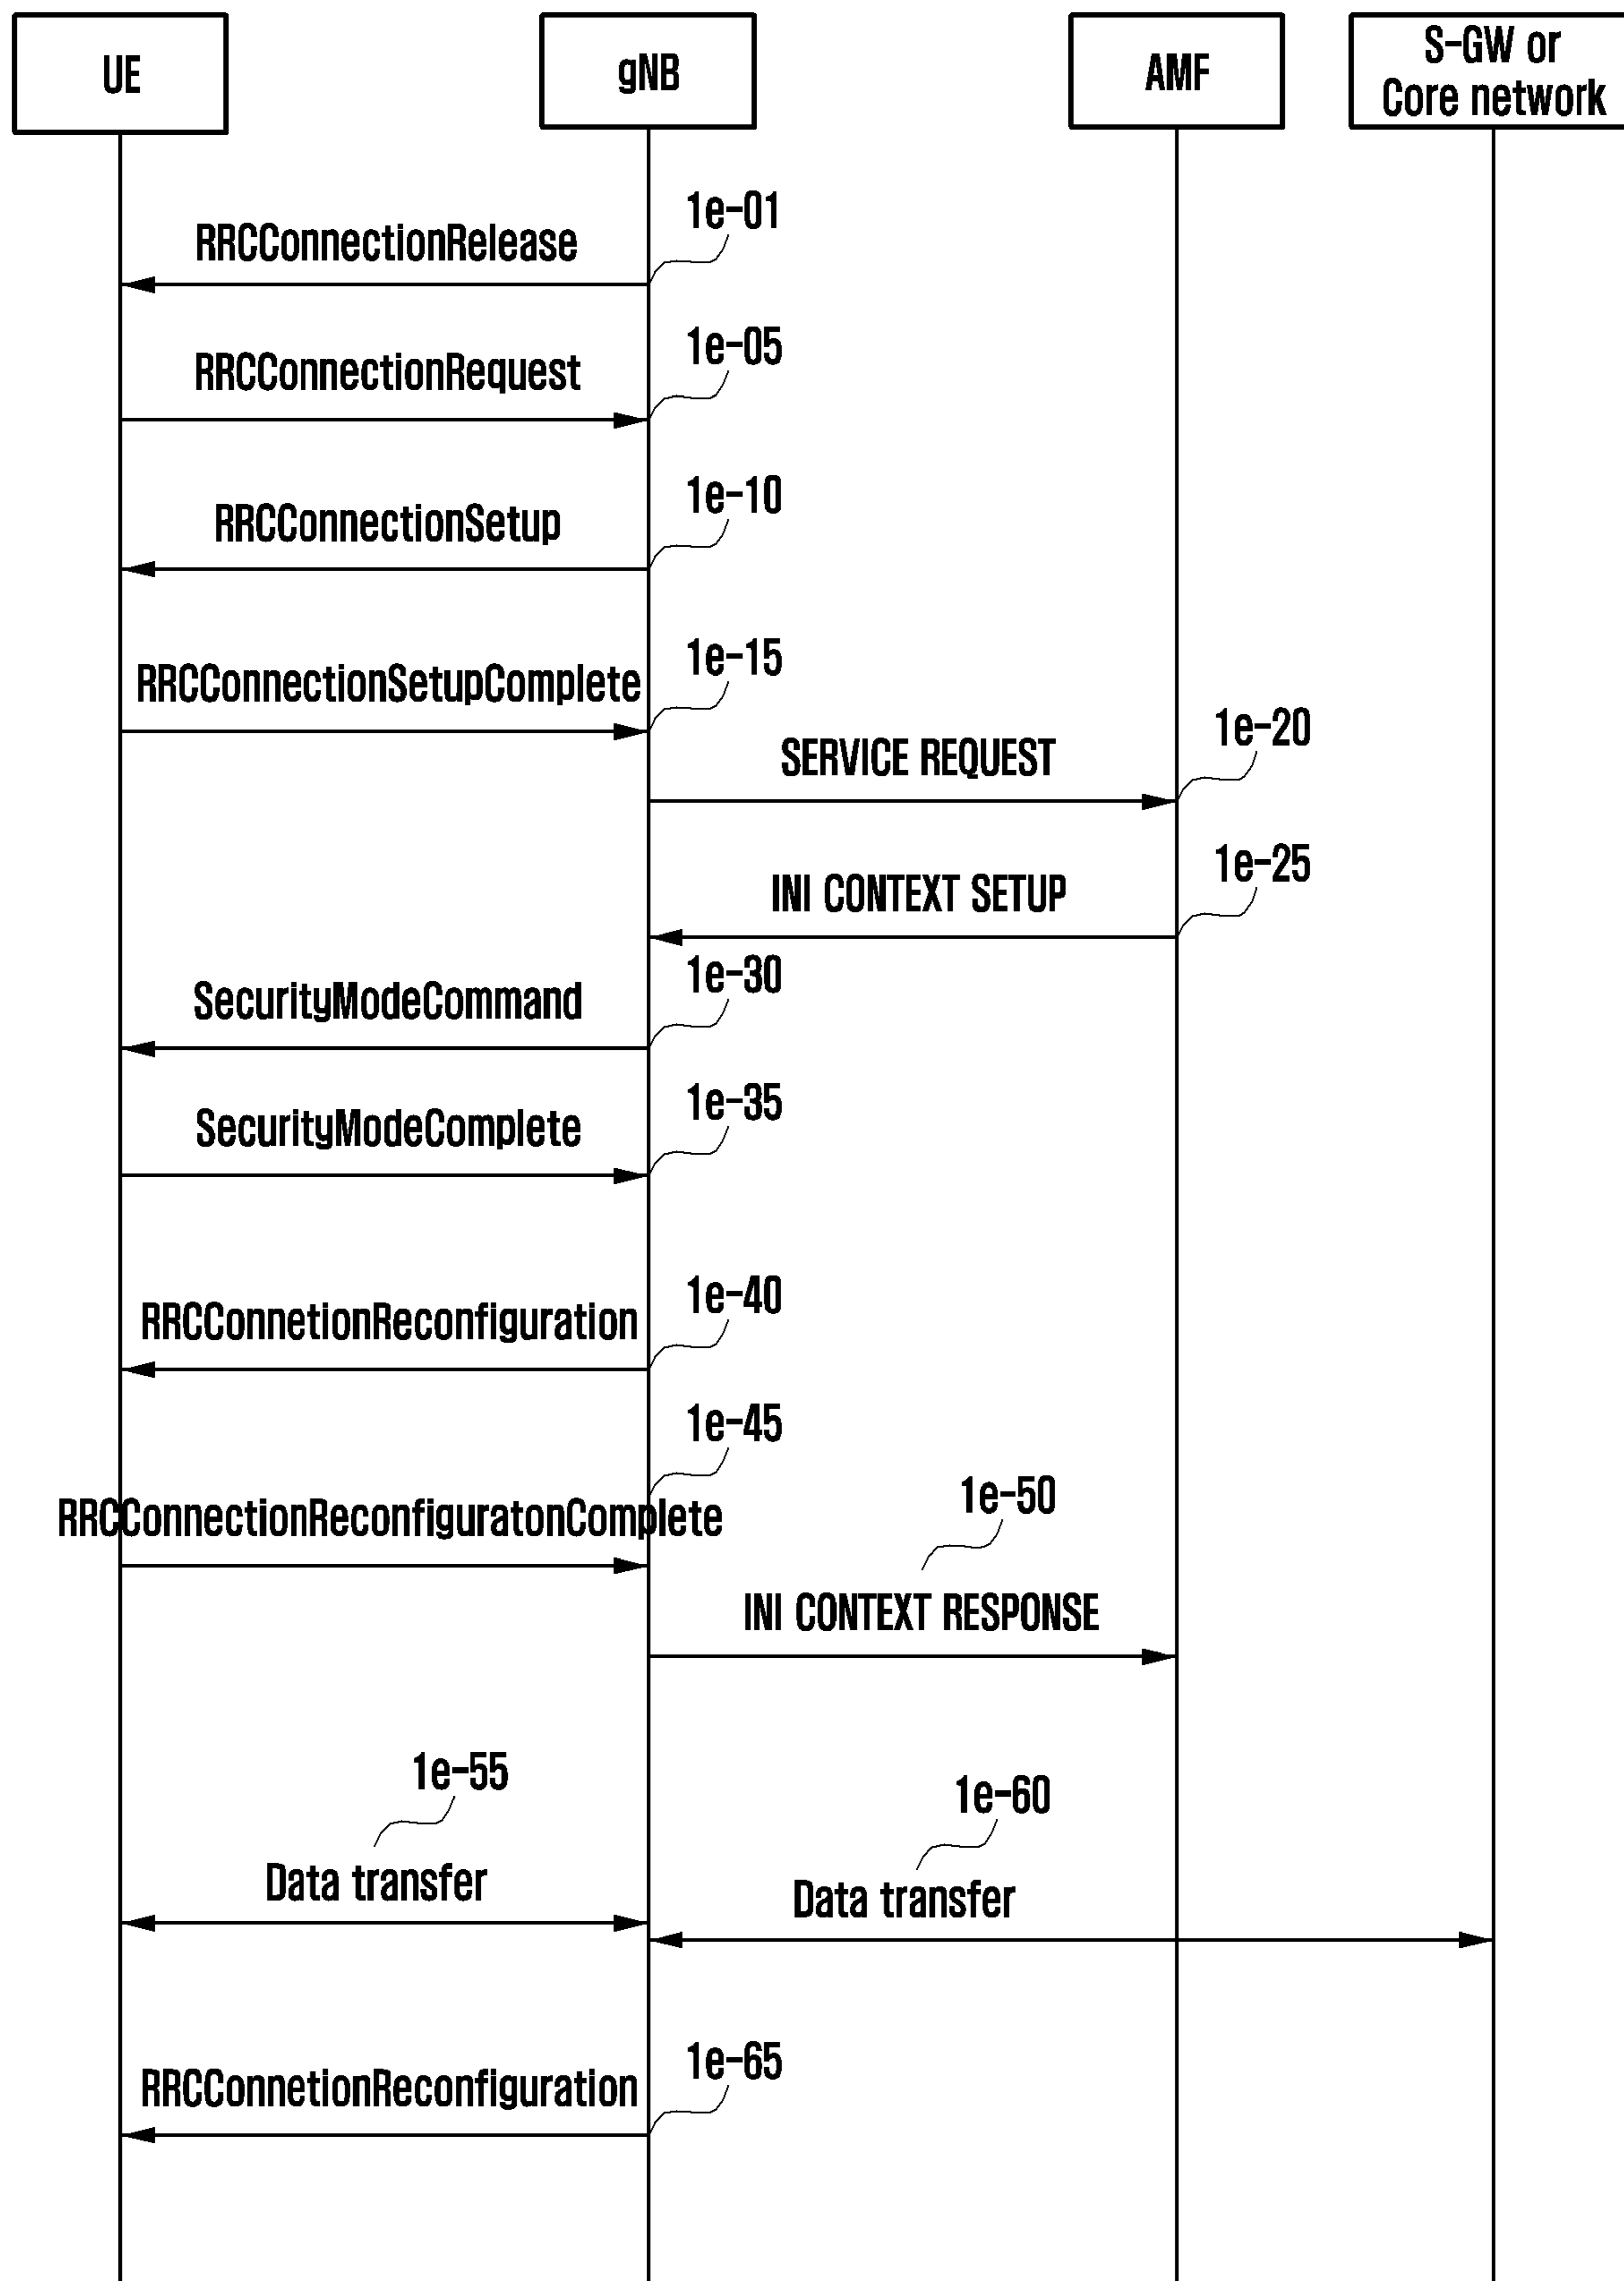 UE
gNB
AMF
S-GW or
Core network
1e-01
RRCConnectionRelease
1e-05
RRCConnectionRequest
1e-10
RRCConnectionSetup
1e-15
RRCConnectionSetupComplete
1e-20
SERVICE REQUEST
1e-25
INI CONTEXT SETUP
1e-30
SecurityModeCommand
1e-35
SecurityModeComplete
1e-40
RRCConnetionReconfiguration
1e-45
RRCConnectionReconfiguratonComplete
1e-50
INI CONTEXT RESPONSE
1e-55
Data transfer
1e-60
Data transfer
1e-65
RRCConnetionReconfiguration